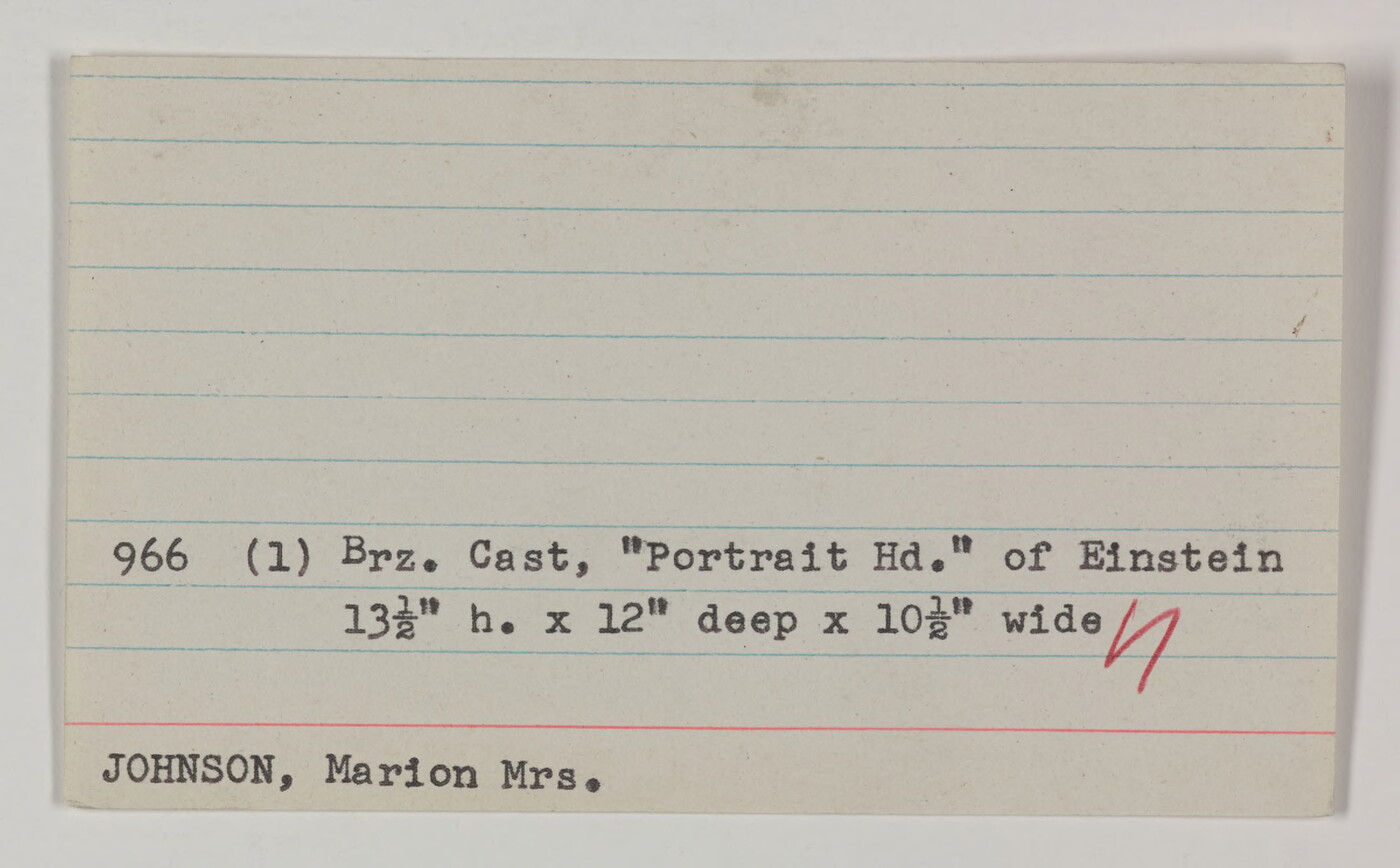 966 (1) Brz. Cast, "Portrait Hd." of Einstein
13½" h. x 12" deep x 10½" wide
JOHNSON, Marion Mrs.